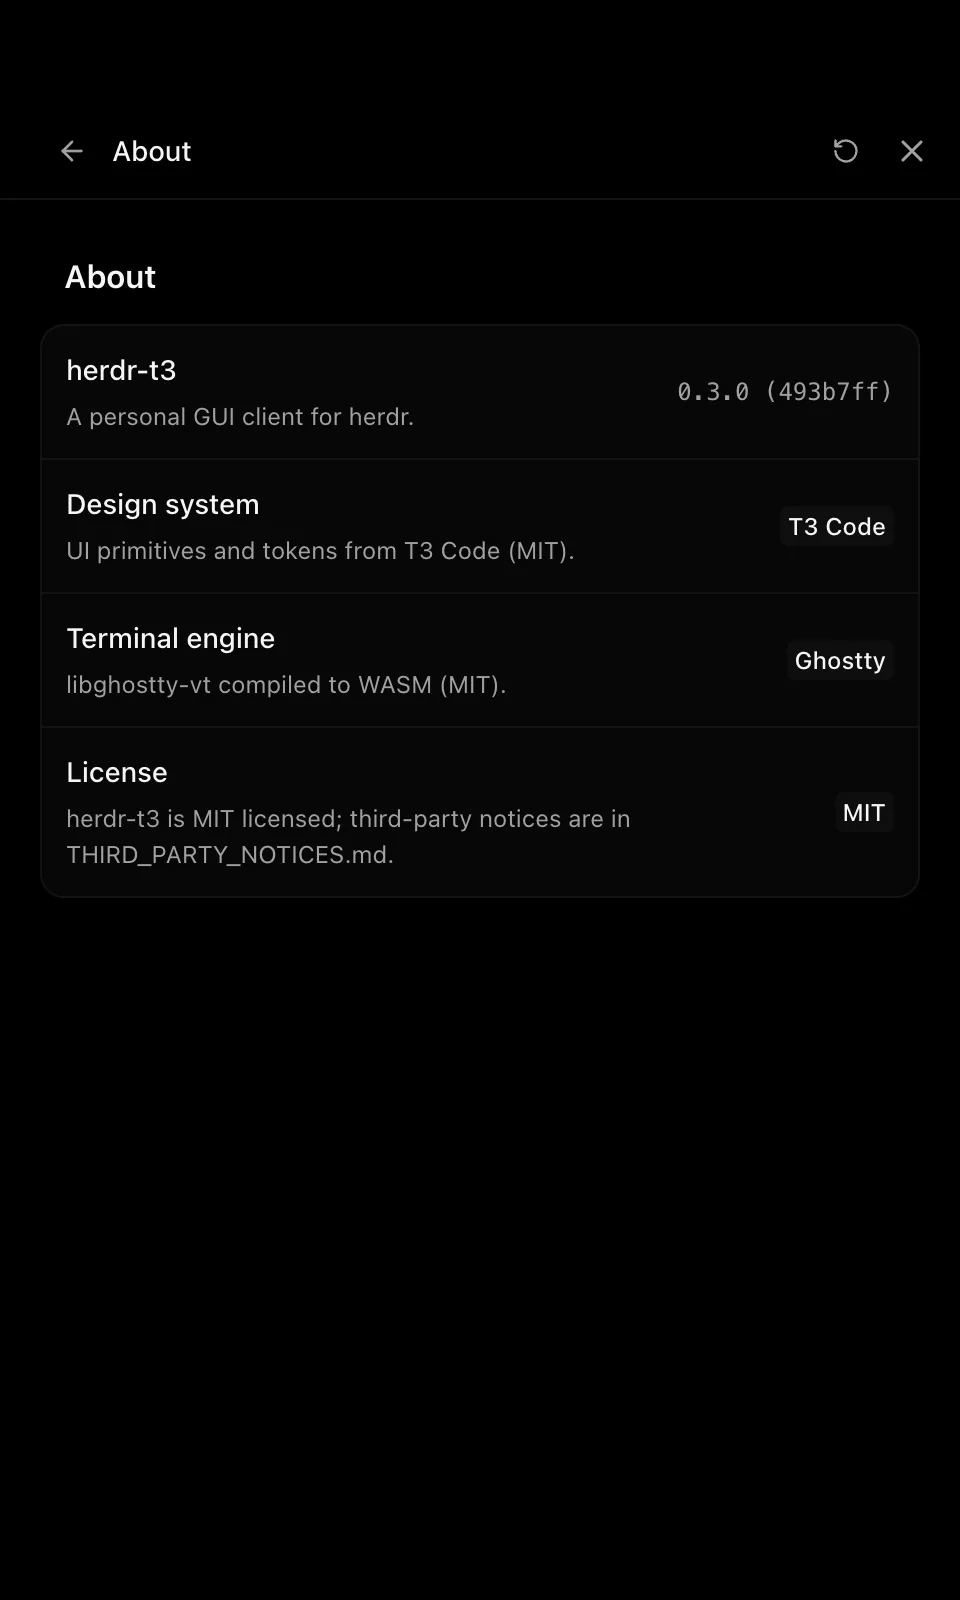 About
About
herdr-t3
A personal GUI client for herdr.
0.3.0 (493b7ff)
Design system
UI primitives and tokens from T3 Code (MIT).
T3 Code
Terminal engine
libghostty-vt compiled to WASM (MIT).
Ghostty
License
herdr-t3 is MIT licensed; third-party notices are in
THIRD_PARTY_NOTICES.md.
MIT